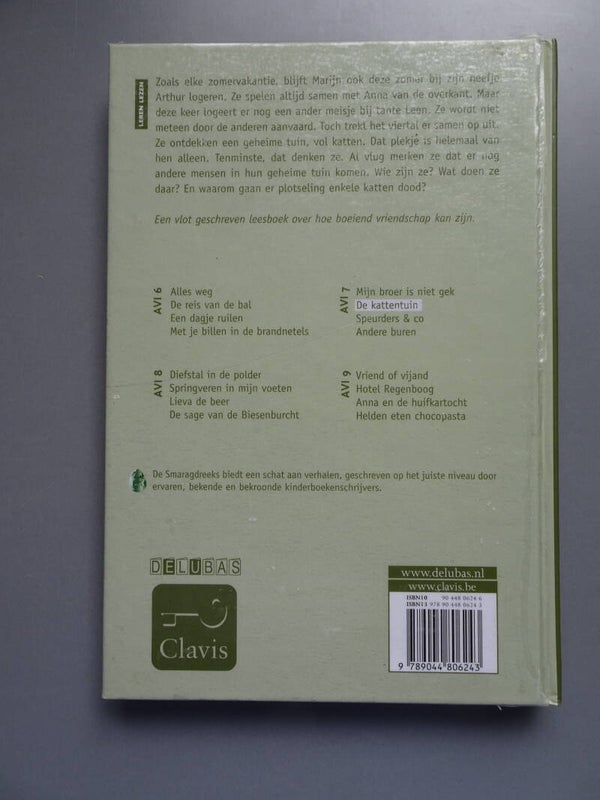 LEREN LEZEN
Zoals elke zomervakantie, blijft Marijn ook deze zomer bij zijn neefje
Arthur logeren. Ze spelen altijd samen met Anna van de overkant. Maar
deze keer logeert er nog een ander meisje bij tante Leen. Ze wordt niet
meteen door de anderen aanvaard. Toch trekt het viertal er samen op uit.
Ze ontdekken een geheime tuin, vol katten. Dat plekje is helemaal van
hen alleen. Tenminste, dat denken ze. Al vlug merken ze dat er nog
andere mensen in hun geheime tuin komen. Wie zijn ze? Wat doen ze
daar? En waarom gaan er plotseling enkele katten dood?
Een vlot geschreven leesboek over hoe boeiend vriendschap kan zijn.
AVI 6
Alles weg
De reis van de bal
Een dagje ruilen
Met je billen in de brandnetels
AVI 7
Mijn broer is niet gek
De kattentuin
Speurders & co
Andere buren
AVI 8
Diefstal in de polder
Springveren in mijn voeten
Lieva de beer
De sage van de Biesenburcht
AVI 9
Vriend of vijand
Hotel Regenboog
Anna en de huifkartocht
Helden eten chocopasta
De Smaragdreeks biedt een schat aan verhalen, geschreven op het juiste niveau door
ervaren, bekende en bekroonde kinderboekenschrijvers.
DELUBAS
Clavis
www.delubas.nl
www.clavis.be
ISBN10 90 448 0624 6
ISBN13 978 90 448 0624 3
9 789044 806243